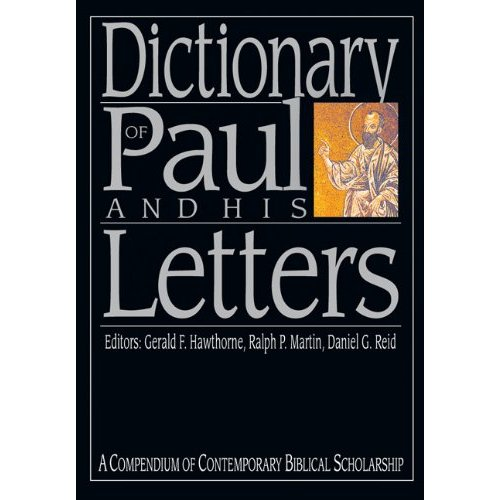 Dictionary
OF
Paul
AND HIS
Letters
Editors: Gerald F. Hawthorne, Ralph P. Martin, Daniel G. Reid
A COMPENDIUM OF CONTEMPORARY BIBLICAL SCHOLARSHIP